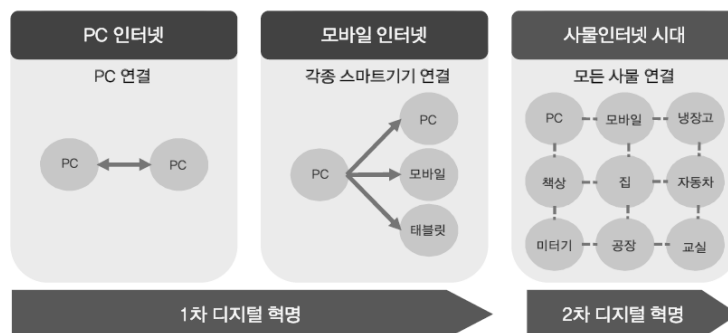 PC 인터넷
PC 연결
PC
PC
모바일 인터넷
각종 스마트기기 연결
PC
PC
모바일
태블릿
사물인터넷 시대
모든 사물 연결
PC 모바일 냉장고
책상 집 자동차
미터기 공장 교실
1차 디지털 혁명
2차 디지털 혁명